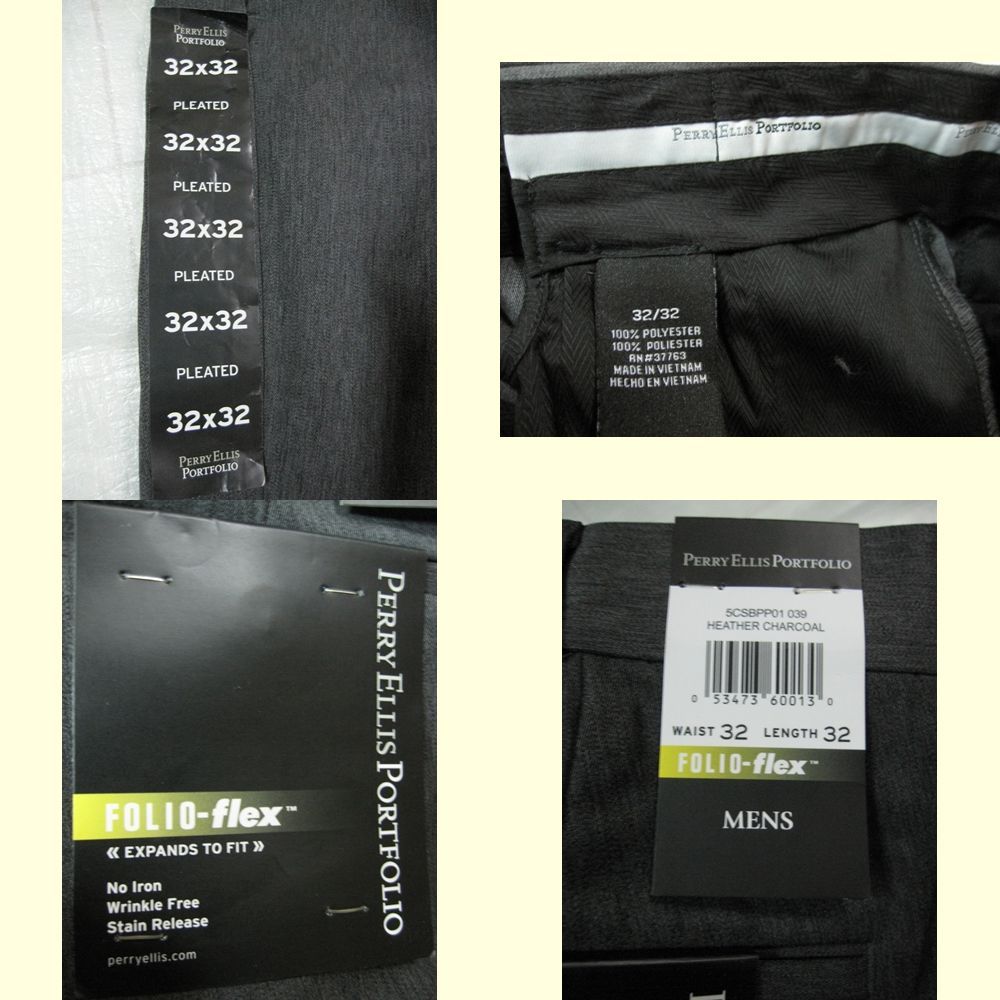 PERRY ELLIS
PORTFOLIO
32x32
PLEATED
32x32
PLEATED
32x32
PLEATED
32x32
PLEATED
32x32
PERRY ELLIS
PORTFOLIO
PERRY ELLIS PORTFOLIO
PERRY EL
32/32
100% POLYESTER
100% POLIESTER
RN#37763
MADE IN VIETNAM
HECHO EN VIETNAM
PERRY ELLIS PORTFOLIO
FOLIO-flex™
« EXPANDS TO FIT »
No Iron
Wrinkle Free
Stain Release
perryellis.com
PERRY ELLIS PORTFOLIO
5CSBPP01 039
HEATHER CHARCOAL
0 53473 60013 0
WAIST 32 LENGTH 32
FOLIO-flex™
MENS